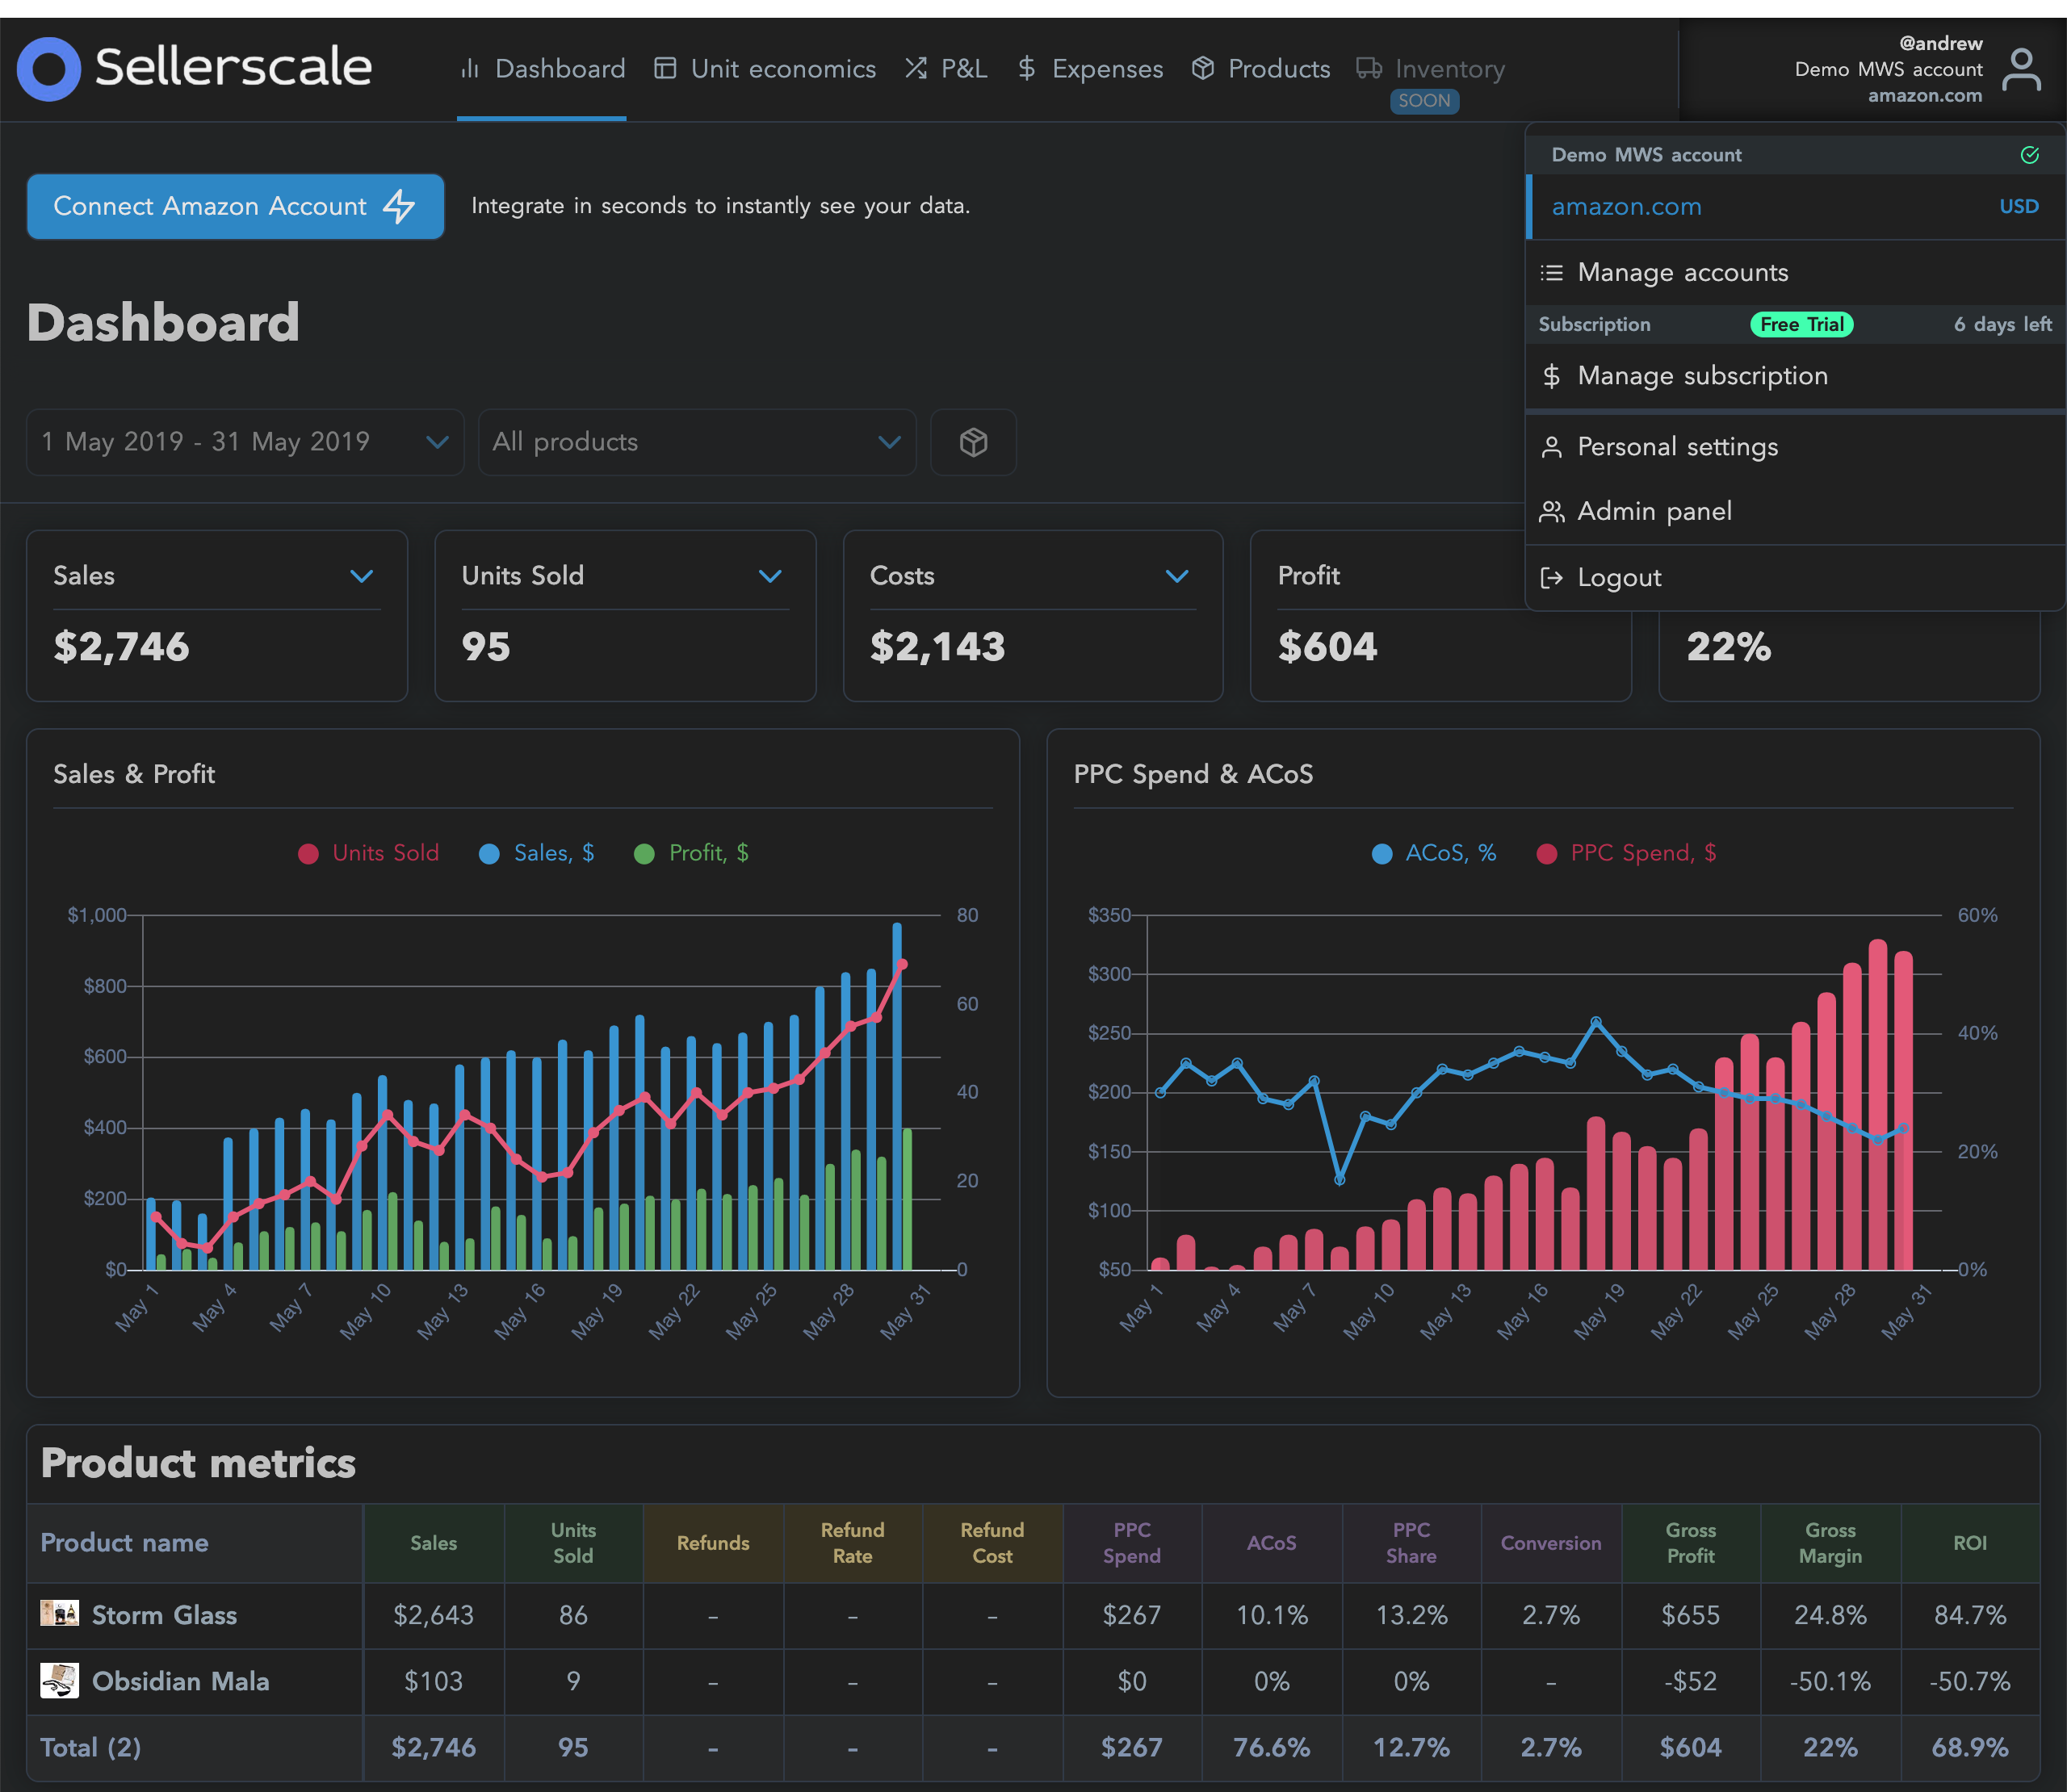 Sellerscale
Dashboard
Unit economics
P&L
Expenses
Products
Inventory
SOON
@andrew
Demo MWS account
amazon.com
Demo MWS account
amazon.com USD
Manage accounts
Subscription Free Trial 6 days left
Manage subscription
Personal settings
Admin panel
Logout
Connect Amazon Account
Integrate in seconds to instantly see your data.
Dashboard
1 May 2019 - 31 May 2019
All products
Sales
$2,746
Units Sold
95
Costs
$2,143
Profit
$604
22%
Sales & Profit
Units Sold Sales, $ Profit, $
$1,000
$800
$600
$400
$200
$0
80
60
40
20
0
May 1 May 4 May 7 May 10 May 13 May 16 May 19 May 22 May 25 May 28 May 31
PPC Spend & ACoS
ACoS, % PPC Spend, $
$350
$300
$250
$200
$150
$100
$50
60%
40%
20%
0%
May 1 May 4 May 7 May 10 May 13 May 16 May 19 May 22 May 25 May 28 May 31
Product metrics
Product name Sales Units Sold Refunds Refund Rate Refund Cost PPC Spend ACoS PPC Share Conversion Gross Profit Gross Margin ROI
Storm Glass $2,643 86 – – – $267 10.1% 13.2% 2.7% $655 24.8% 84.7%
Obsidian Mala $103 9 – – – $0 0% 0% – -$52 -50.1% -50.7%
Total (2) $2,746 95 – – – $267 76.6% 12.7% 2.7% $604 22% 68.9%